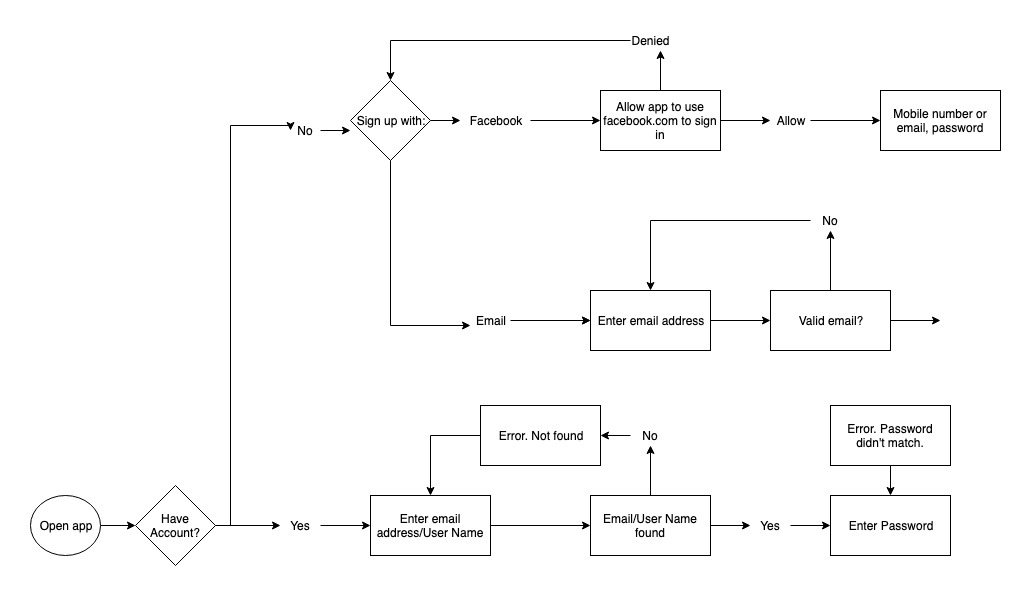 Denied
Sign up with:
Facebook
Allow app to use
facebook.com to sign
in
Allow
Mobile number or
email, password
No
No
Email
Enter email address
Valid email?
Error. Not found
No
Error. Password
didn't match.
Open app
Have
Account?
Yes
Enter email
address/User Name
Email/User Name
found
Yes
Enter Password